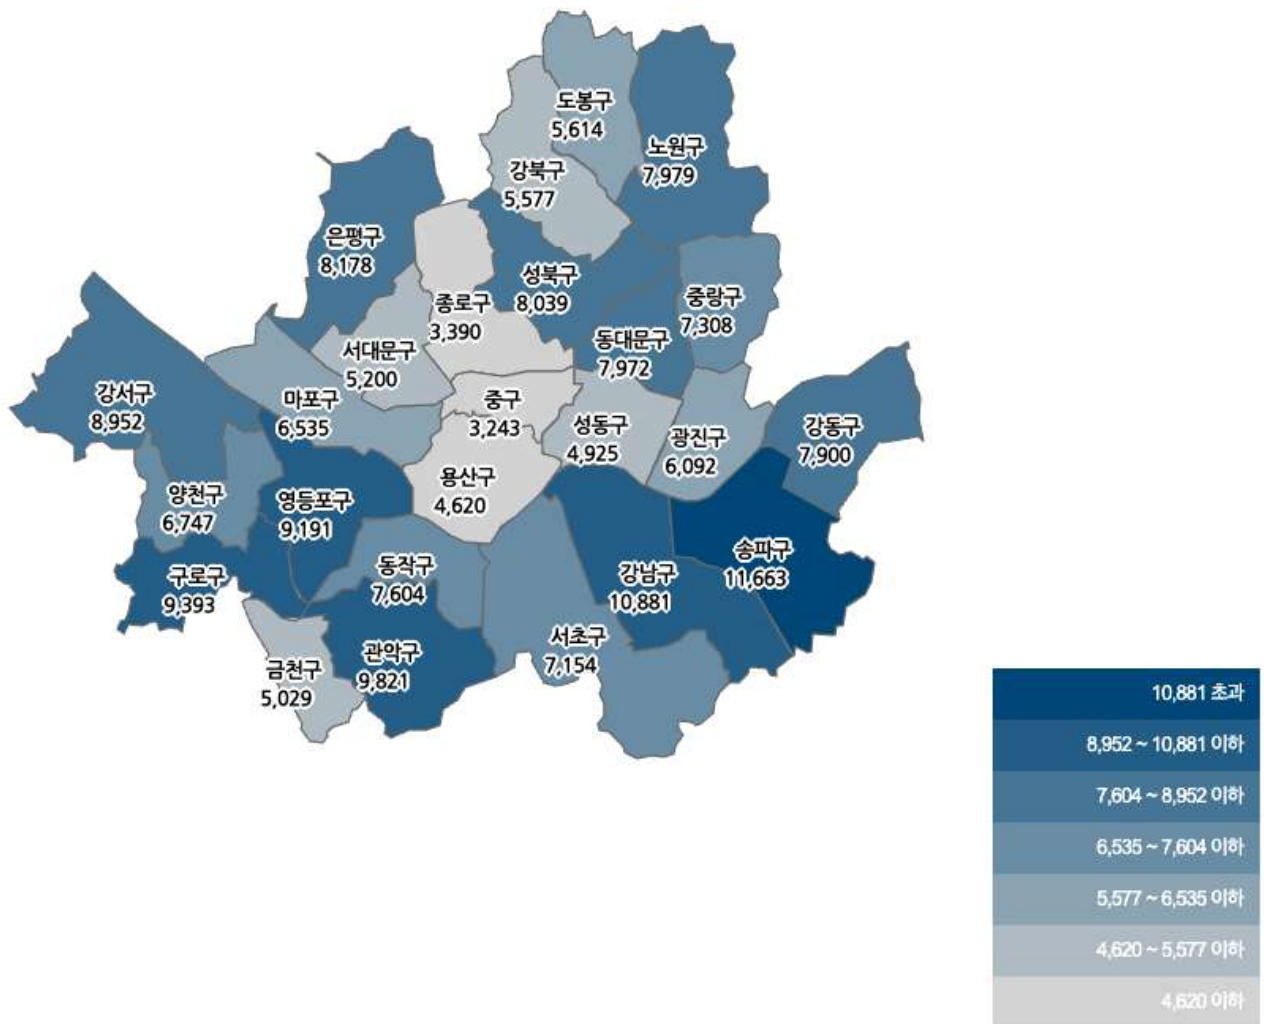 도봉구
5,614
노원구
7,979
강북구
5,577
은평구
8,178
성북구
8,039
중랑구
7,308
종로구
3,390
동대문구
7,972
서대문구
5,200
강서구
8,952
마포구
6,535
중구
3,243
성동구
4,925
광진구
6,092
강동구
7,900
양천구
6,747
영등포구
9,191
용산구
4,620
송파구
11,663
구로구
9,393
동작구
7,604
강남구
10,881
서초구
7,154
관악구
9,821
금천구
5,029
10,881 초과
8,952 ~ 10,881 이하
7,604 ~ 8,952 이하
6,535 ~ 7,604 이하
5,577 ~ 6,535 이하
4,620 ~ 5,577 이하
4,620 이하